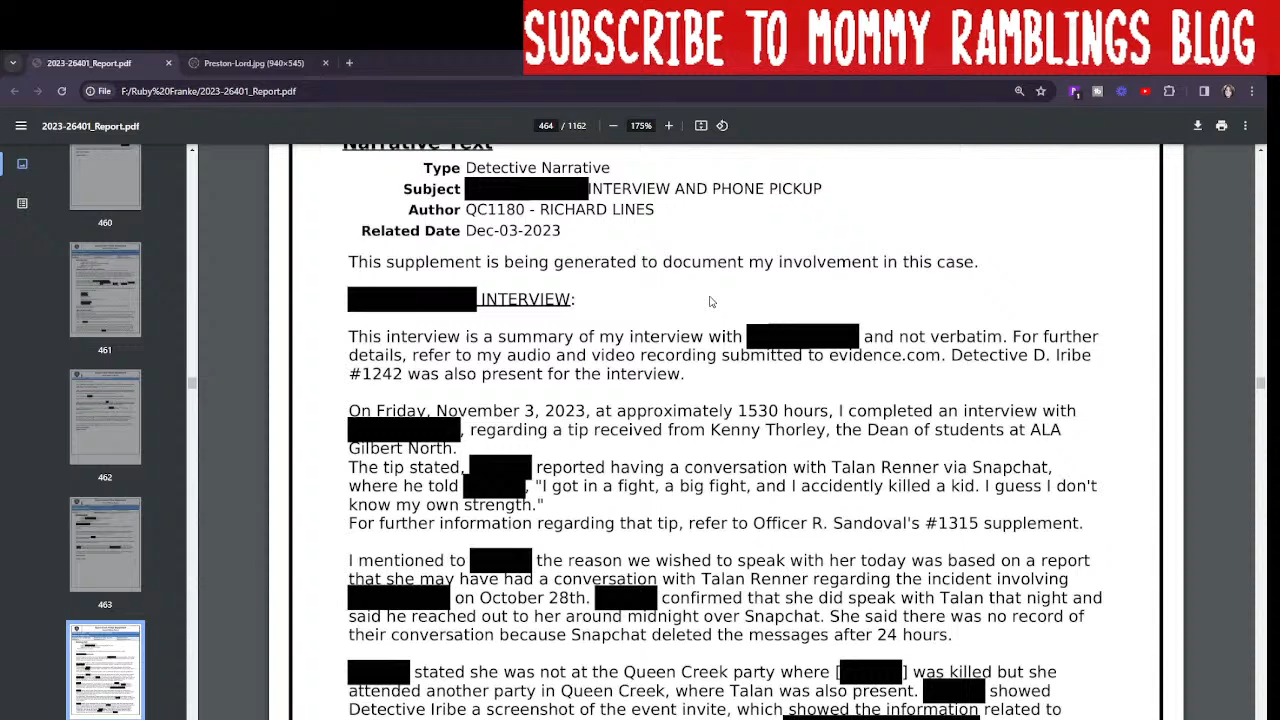 SUBSCRIBE TO MOMMY RAMBLINGS BLOG
2023-26401_Report.pdf
Preston-Lord.jpg (940×545)
File
F:/Ruby%20Franke/2023-26401_Report.pdf
2023-26401_Report.pdf
464 / 1162
175%
Narrative Text
Type Detective Narrative
Subject INTERVIEW AND PHONE PICKUP
Author QC1180 - RICHARD LINES
Related Date Dec-03-2023
This supplement is being generated to document my involvement in this case.
INTERVIEW:
This interview is a summary of my interview with and not verbatim. For further
details, refer to my audio and video recording submitted to evidence.com. Detective D. Iribe
#1242 was also present for the interview.
On Friday, November 3, 2023, at approximately 1530 hours, I completed an interview with
, regarding a tip received from Kenny Thorley, the Dean of students at ALA
Gilbert North.
The tip stated, reported having a conversation with Talan Renner via Snapchat,
where he told , "I got in a fight, a big fight, and I accidently killed a kid. I guess I don't
know my own strength."
For further information regarding that tip, refer to Officer R. Sandoval's #1315 supplement.
I mentioned to the reason we wished to speak with her today was based on a report
that she may have had a conversation with Talan Renner regarding the incident involving
on October 28th. confirmed that she did speak with Talan that night and
said he reached out to her around midnight over Snapchat. She said there was no record of
their conversation because Snapchat deleted the messages after 24 hours.
stated she was not at the Queen Creek party where [ ] was killed but she
attended another party in Queen Creek, where Talan was also present. showed
Detective Iribe a screenshot of the event invite, which showed the information related to
460
461
462
463